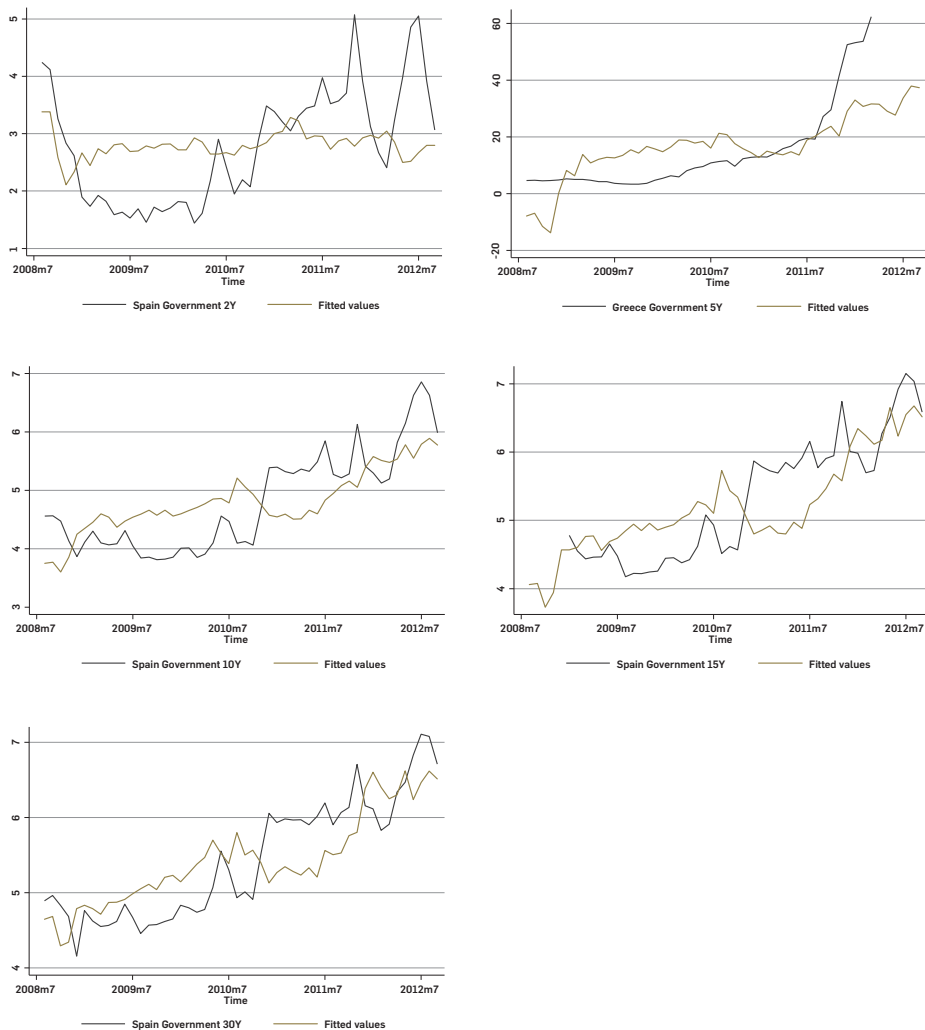 5
4
3
2
1
2008m7 2009m7 2010m7 2011m7 2012m7
Time
Spain Government 2Y Fitted values
60
40
20
0
-20
2008m7 2009m7 2010m7 2011m7 2012m7
Time
Greece Government 5Y Fitted values
7
6
5
4
3
2008m7 2009m7 2010m7 2011m7 2012m7
Time
Spain Government 10Y Fitted values
7
6
5
4
2008m7 2009m7 2010m7 2011m7 2012m7
Time
Spain Government 15Y Fitted values
7
6
5
4
2008m7 2009m7 2010m7 2011m7 2012m7
Time
Spain Government 30Y Fitted values